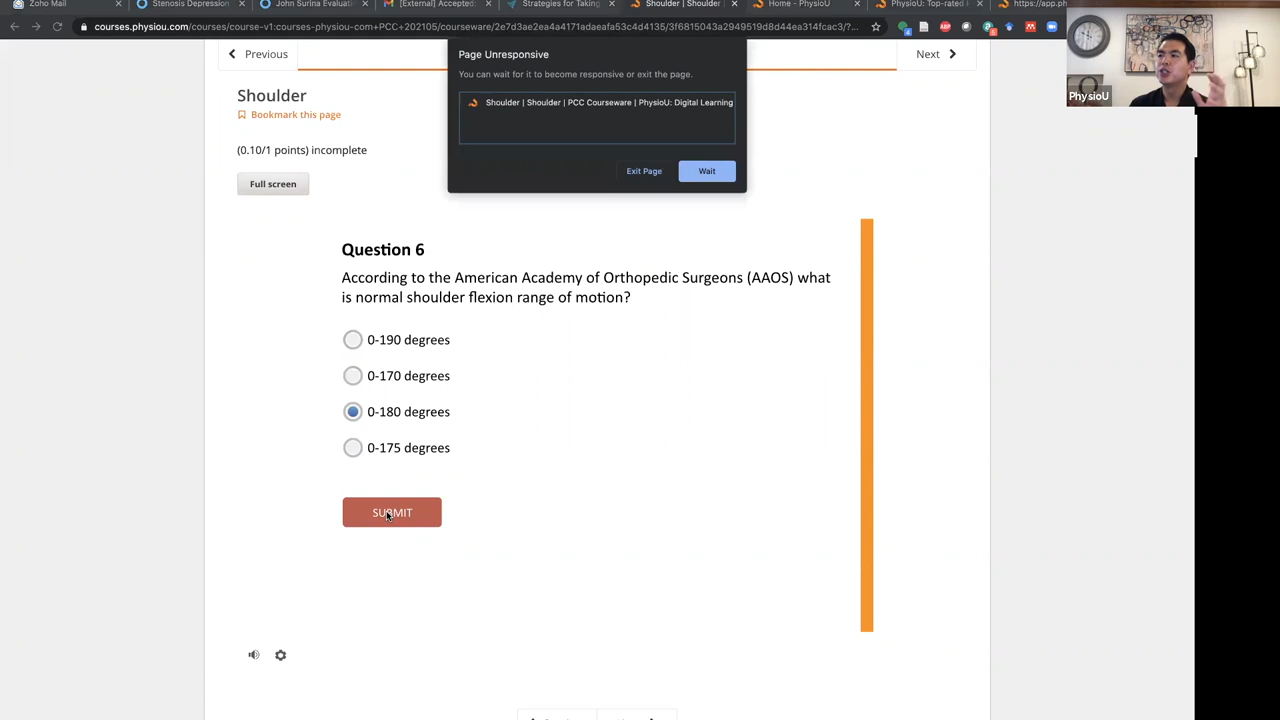 Zoho Mail
Stenosis Depression
John Surina Evaluati
[External] Accepted:
Strategies for Taking
Shoulder | Shoulder |
Home - PhysioU
PhysioU: Top-rated
https://app.ph
courses.physiou.com/courses/course-v1:courses-physiou-com+PCC+202105/courseware/2e7d3ae2ea4a4171adaeafa53c4d4135/3f6815043a2949519d8d44ea314fcac3/?...
Previous
Next
Page Unresponsive
You can wait for it to become responsive or exit the page.
Shoulder | Shoulder | PCC Courseware | PhysioU: Digital Learning
Exit Page
Wait
PhysioU
Shoulder
Bookmark this page
(0.10/1 points) incomplete
Full screen
Question 6
According to the American Academy of Orthopedic Surgeons (AAOS) what
is normal shoulder flexion range of motion?
0-190 degrees
0-170 degrees
0-180 degrees
0-175 degrees
SUBMIT